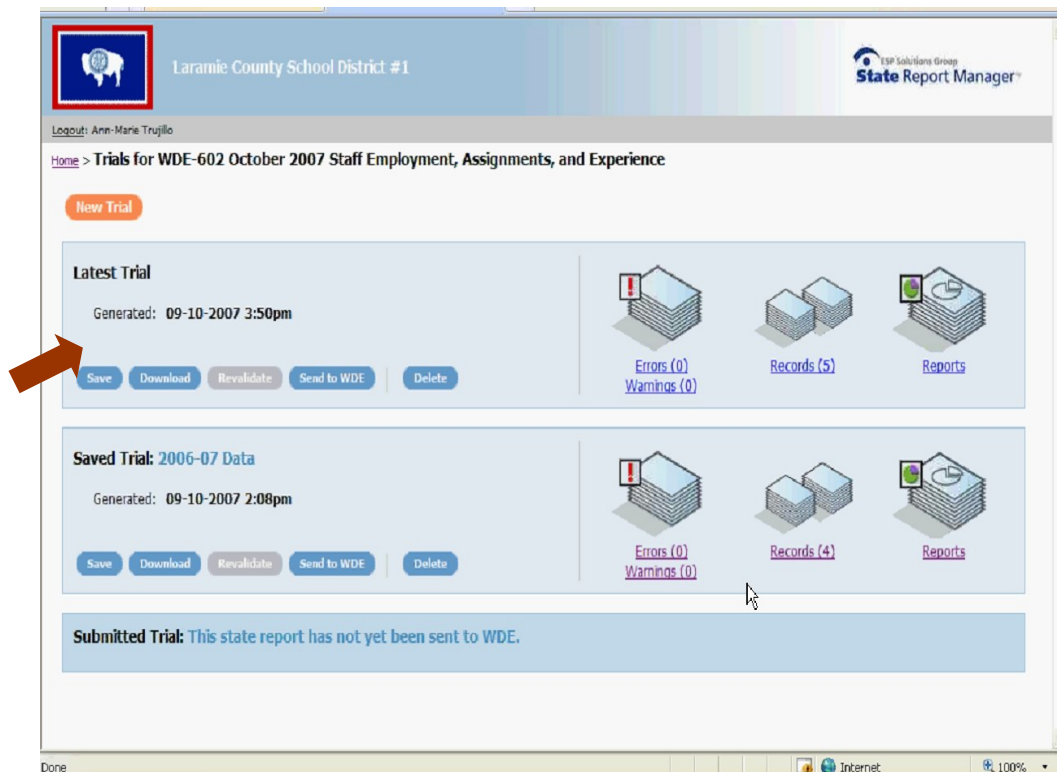 Laramie County School District #1
ESP Solutions Group
State Report Manager
Logout: Ann-Marie Trujillo
Home > Trials for WDE-602 October 2007 Staff Employment, Assignments, and Experience
New Trial
Latest Trial
Generated: 09-10-2007 3:50pm
Save Download Revalidate Send to WDE Delete
Errors (0)
Warnings (0)
Records (5)
Reports
Saved Trial: 2006-07 Data
Generated: 09-10-2007 2:08pm
Save Download Revalidate Send to WDE Delete
Errors (0)
Warnings (0)
Records (4)
Reports
Submitted Trial: This state report has not yet been sent to WDE.
Done Internet 100%